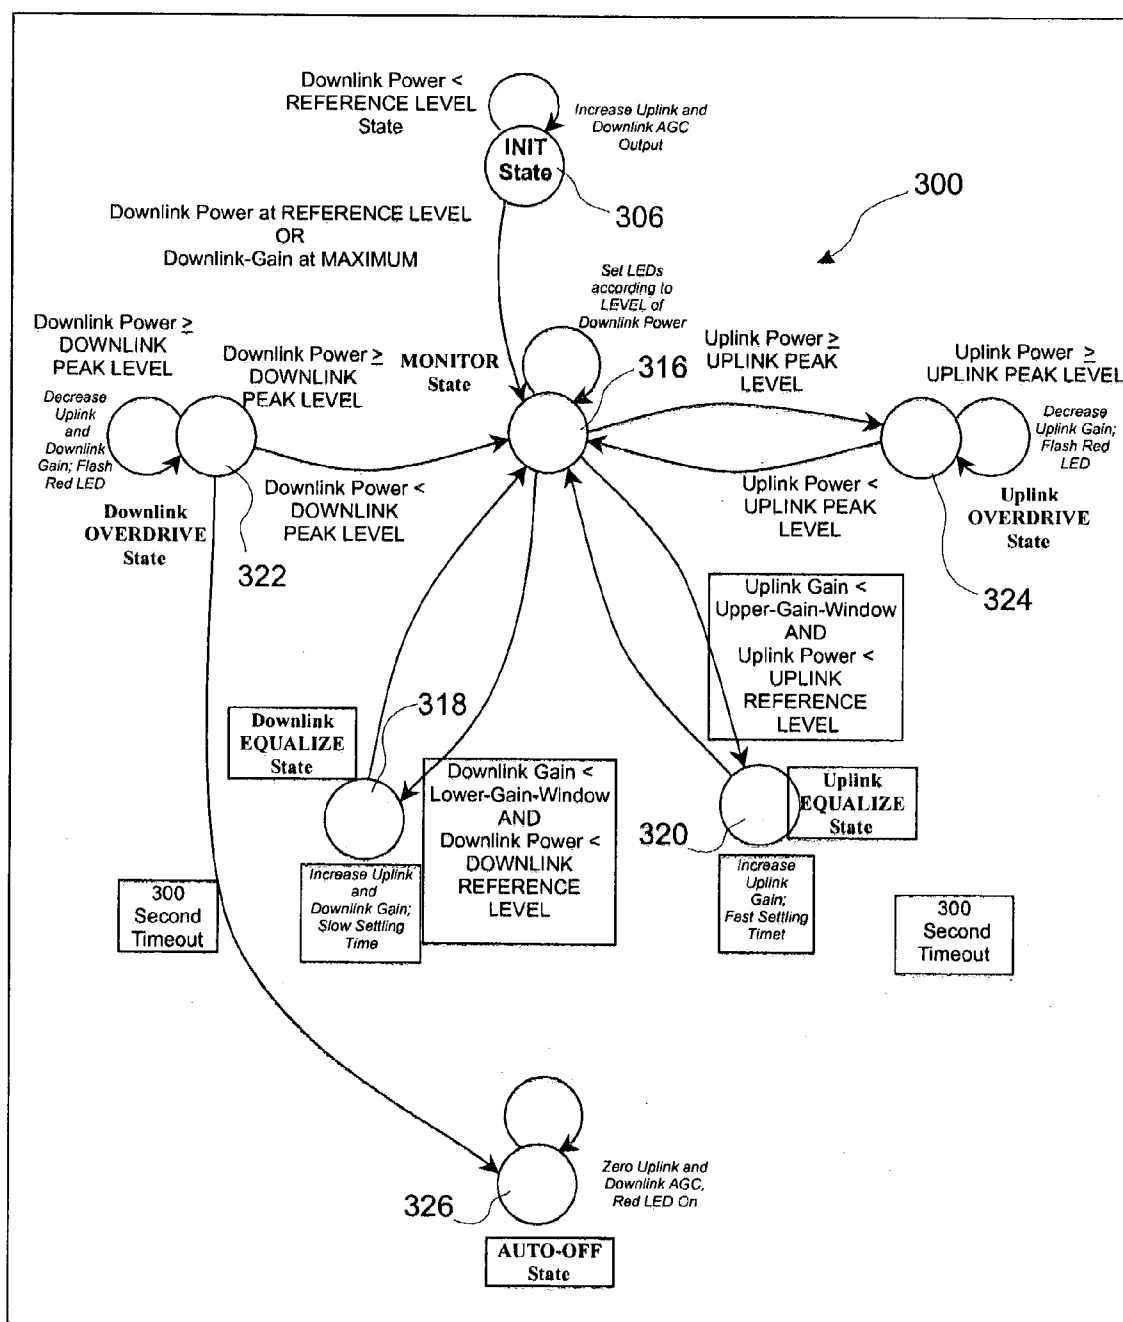 Downlink Power <
REFERENCE LEVEL
State
Increase Uplink and
Downlink AGC
Output
INIT
State
306
300
Downlink Power at REFERENCE LEVEL
OR
Downlink-Gain at MAXIMUM
Set LEDs
according to
LEVEL of
Downlink Power
Downlink Power ≥
DOWNLINK
PEAK LEVEL
Downlink Power ≥
DOWNLINK
PEAK LEVEL
MONITOR
State
316
Uplink Power ≥
UPLINK PEAK
LEVEL
Uplink Power ≥
UPLINK PEAK LEVEL
Decrease
Uplink
and
Downlink
Gain; Flash
Red LED
Decrease
Uplink Gain;
Flash Red
LED
Downlink
OVERDRIVE
State
322
Downlink Power <
DOWNLINK
PEAK LEVEL
Uplink Power <
UPLINK PEAK
LEVEL
Uplink
OVERDRIVE
State
324
Uplink Gain <
Upper-Gain-Window
AND
Uplink Power <
UPLINK
REFERENCE
LEVEL
Downlink
EQUALIZE
State
318
Downlink Gain <
Lower-Gain-Window
AND
Downlink Power <
DOWNLINK
REFERENCE
LEVEL
320
Uplink
EQUALIZE
State
Increase Uplink
and
Downlink Gain;
Slow Settling
Time
Increase
Uplink
Gain;
Fast Settling
Timet
300
Second
Timeout
300
Second
Timeout
Zero Uplink and
Downlink AGC,
Red LED On
326
AUTO-OFF
State